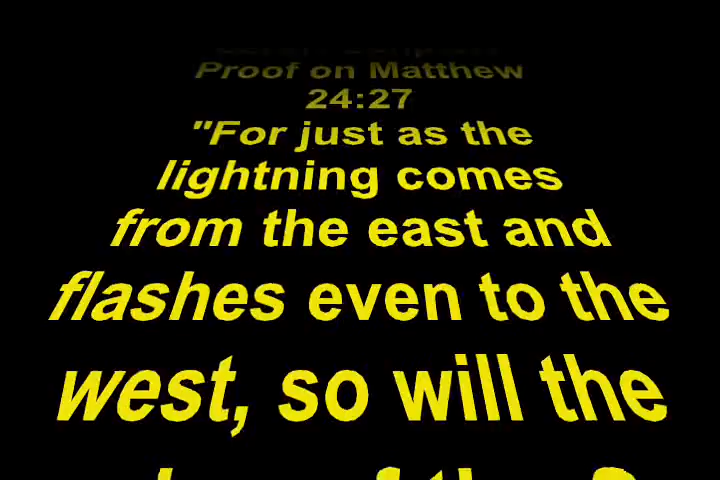 Proof on Matthew
24:27
"For just as the
lightning comes
from the east and
flashes even to the
west, so will the